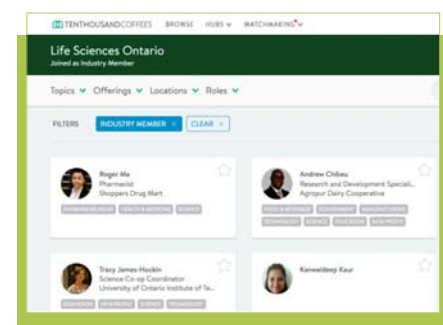 TENTHOUSANDCOFFEES BROWSE HUBS MATCHMAKING
Life Sciences Ontario
Joined as Industry Member
Topics Offerings Locations Roles
FILTERS INDUSTRY MEMBER × CLEAR ×
Roger Ma
Pharmacist
Shoppers Drug Mart
ENTREPRENEURSHIP HEALTH & MEDICINE SCIENCE
Andrew Chibeu
Research and Development Speciali...
Agropur Dairy Cooperative
FOOD & BEVERAGE GOVERNMENT MANUFACTURING
TECHNOLOGY SCIENCE EDUCATION NON PROFIT
Tracy James-Hockin
Science Co-op Coordinator
University of Ontario Institute of Te...
EDUCATION HR & PEOPLE SCIENCE TECHNOLOGY
Kanwaldeep Kaur